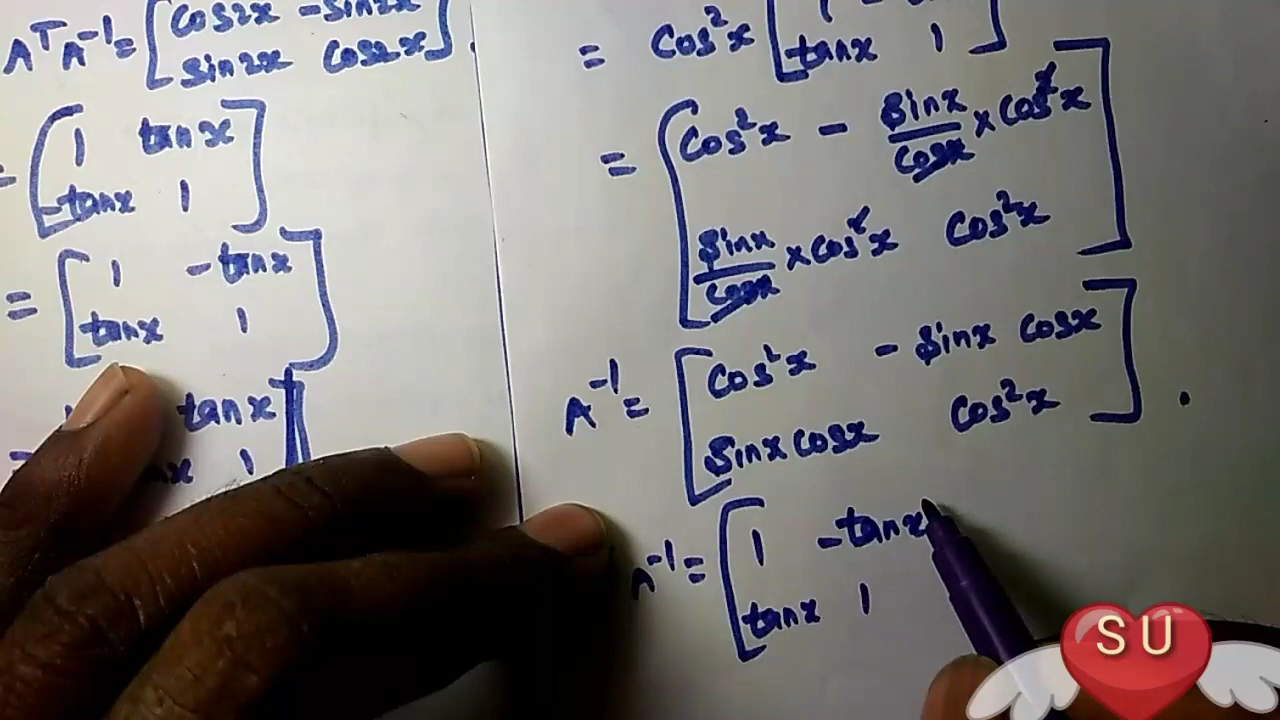 Aᵀ A⁻¹ = [cos2x -sin2x
sin2x cos2x] .
= [1 tanx
-tanx 1]
= [1 -tanx
tanx 1]
tanx
1
= cos²x [
tanx 1]
= [cos²x - sinx/cosx × cos²x
sinx/cosx × cos²x cos²x]
A⁻¹ = [cos²x - sinx cosx
sinx cosx cos²x] .
A⁻¹ = [1 -tanx
tanx 1
SU